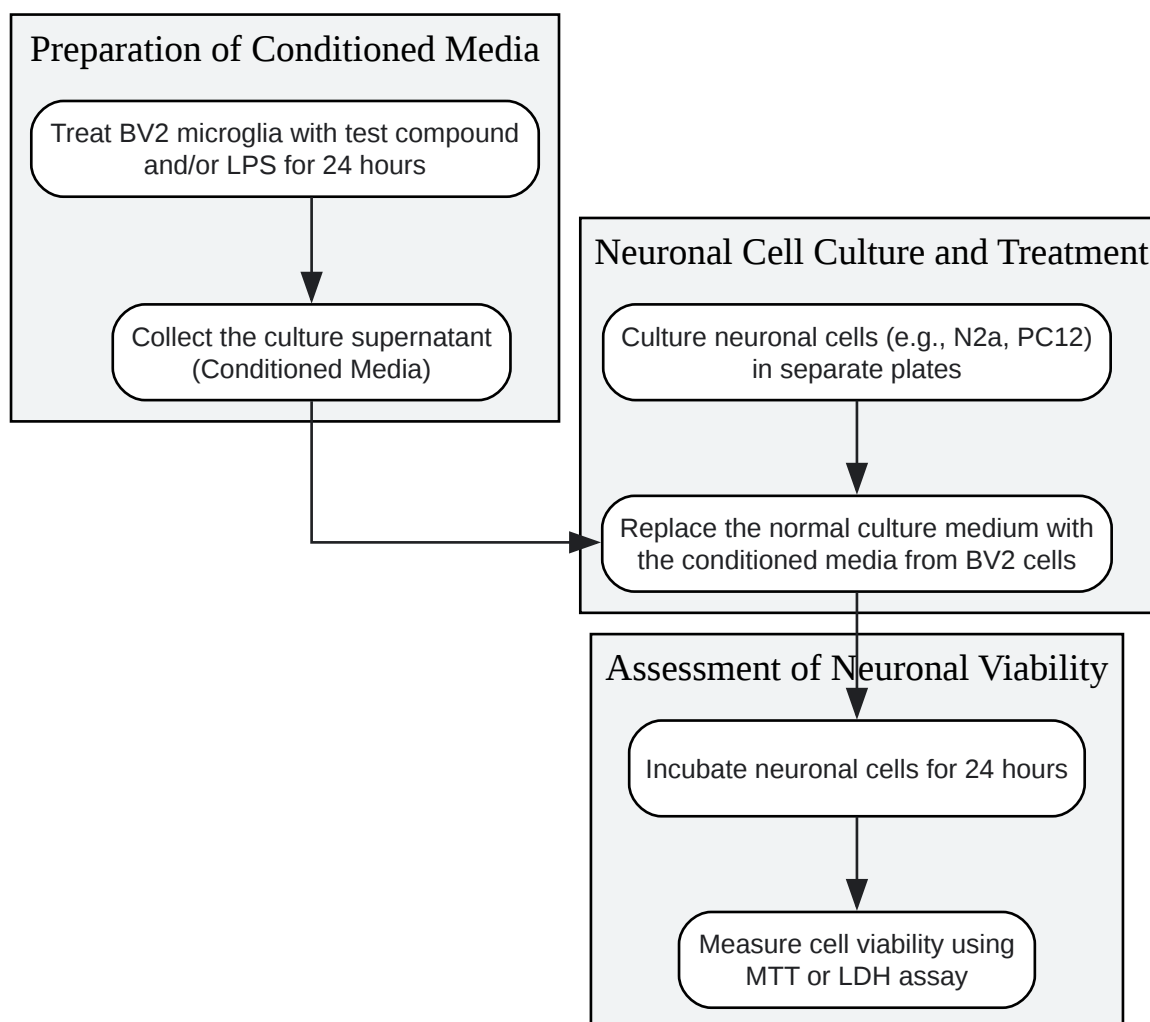 Preparation of Conditioned Media
Treat BV2 microglia with test compound
and/or LPS for 24 hours
Collect the culture supernatant
(Conditioned Media)
Neuronal Cell Culture and Treatment
Culture neuronal cells (e.g., N2a, PC12)
in separate plates
Replace the normal culture medium with
the conditioned media from BV2 cells
Assessment of Neuronal Viability
Incubate neuronal cells for 24 hours
Measure cell viability using
MTT or LDH assay